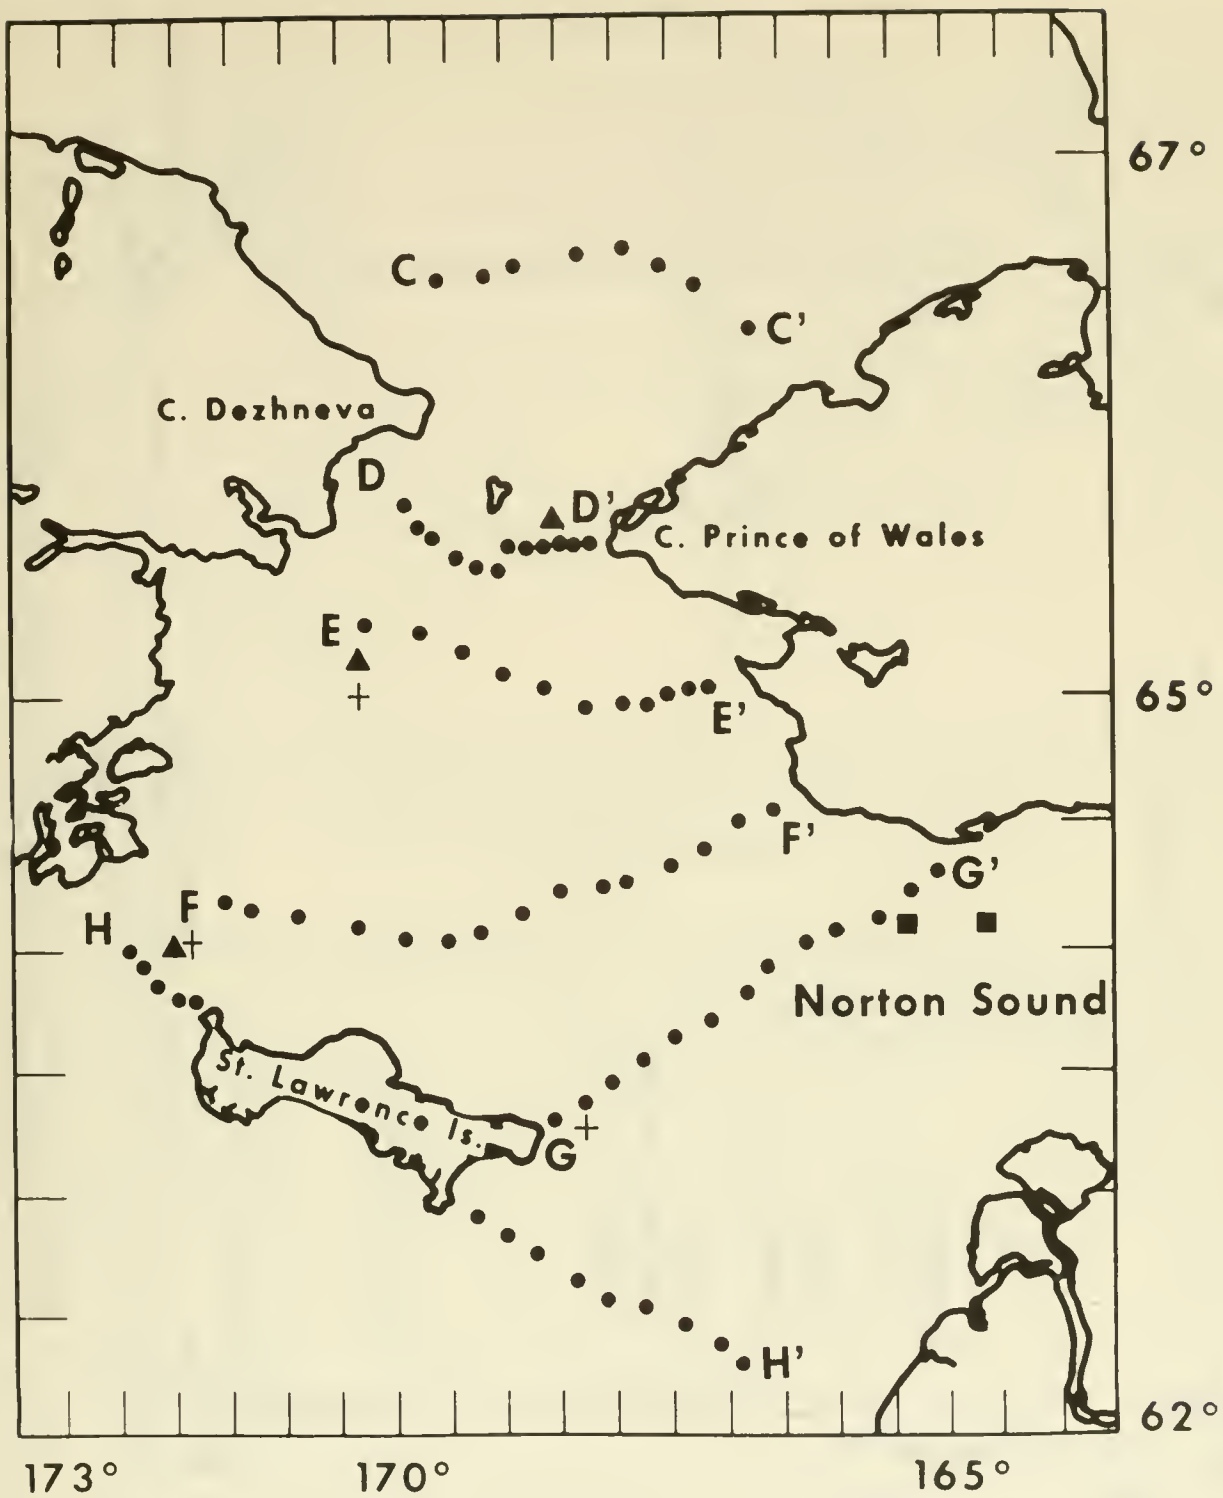 67°
C
C'
C. Dezhneva
D
D'
C. Prince of Wales
E
65°
E'
F'
G'
F
H
Norton Sound
St. Lawrence Is.
G
H'
62°
173°
170°
165°